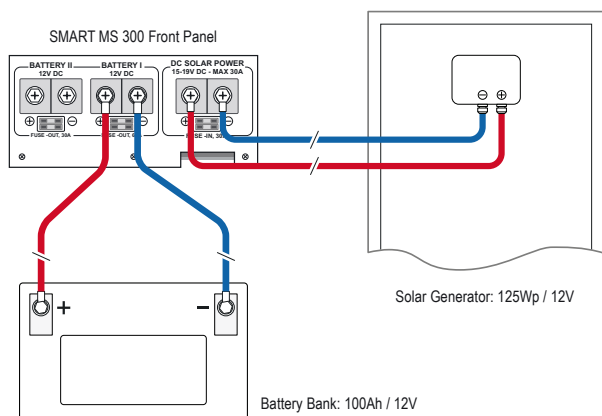 SMART MS 300 Front Panel
BATTERY II
12V DC
BATTERY I
12V DC
DC SOLAR POWER
15-19V DC - MAX 30A
FUSE -OUT, 30A
Solar Generator: 125Wp / 12V
+ −
Battery Bank: 100Ah / 12V